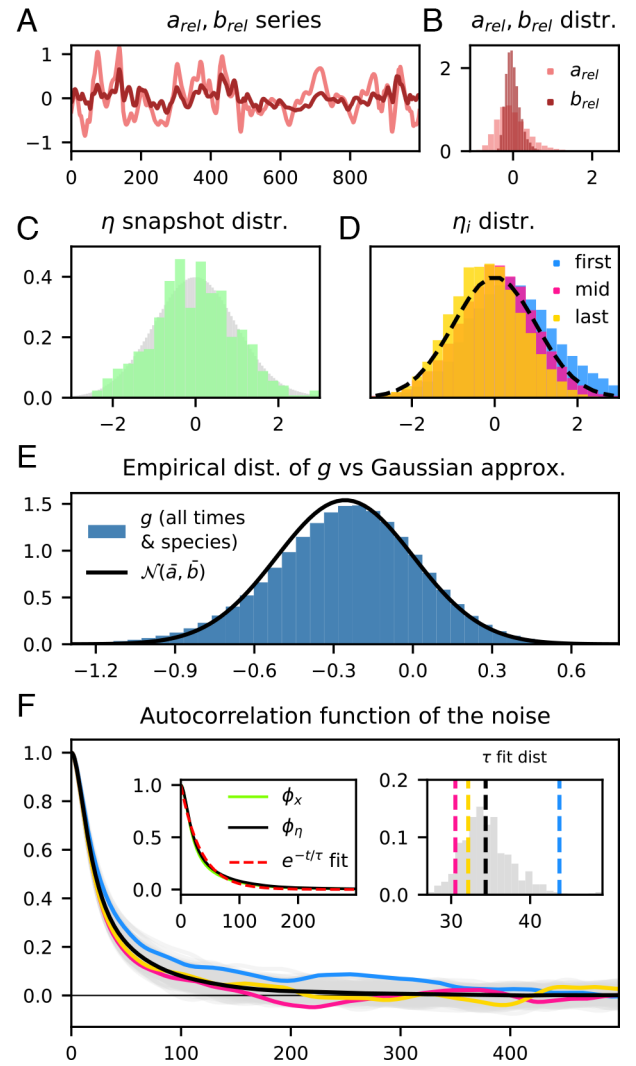 A
a_rel, b_rel series
1
0
−1
0 200 400 600 800
B
a_rel, b_rel distr.
a_rel
b_rel
2
0
0 2
C
η snapshot distr.
0.4
0.2
0.0
−2 0 2
D
η_i distr.
first
mid
last
−2 0 2
E
Empirical dist. of g vs Gaussian approx.
g (all times
& species)
𝒩(ā, b̄)
1.5
1.0
0.5
0.0
−1.2 −0.9 −0.6 −0.3 0.0 0.3 0.6
F
Autocorrelation function of the noise
1.0
0.8
0.6
0.4
0.2
0.0
0 100 200 300 400
1.0
0.5
0.0
0 100 200
ϕ_x
ϕ_η
e^{−t/τ} fit
τ fit dist
0.2
0.1
0.0
30 40